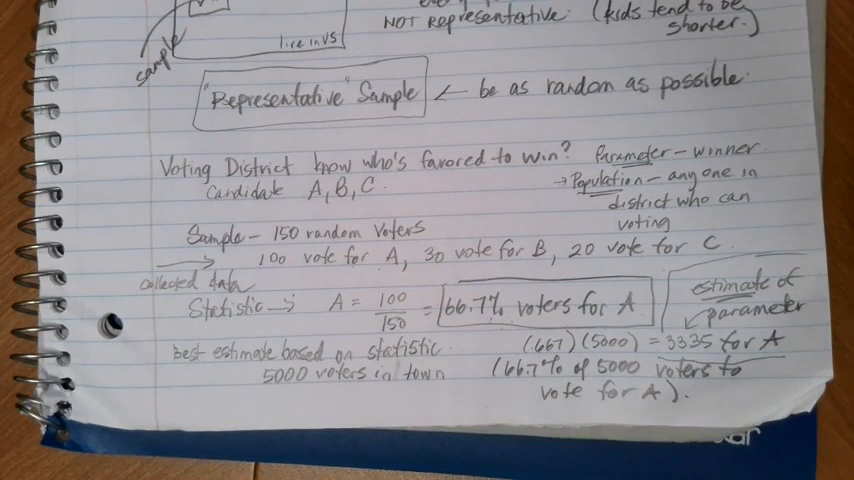 NOT Representative. (kids tend to be
shorter.)
live in US
sample
"Representative" Sample ← be as random as possible.
Voting District know who's favored to win?
Candidate A, B, C.
Parameter - winner
→ Population - any one in
district who can
voting
Sample - 150 random voters
100 vote for A, 30 vote for B, 20 vote for C.
collected data
Statistic → A = 100/150 = 66.7% voters for A
estimate of
parameter
best estimate based on statistic.
5000 voters in town
(.667)(5000) = 3335 for A
(66.7% of 5000 voters to
vote for A).